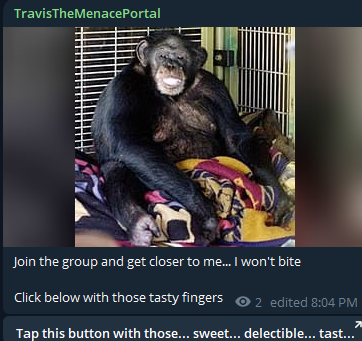 TravisTheMenacePortal
Join the group and get closer to me... I won't bite
Click below with those tasty fingers
2 edited 8:04 PM
Tap this button with those... sweet... delectible... tast...